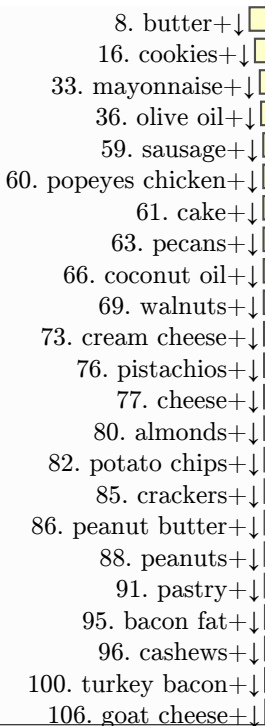 8. butter+↓
16. cookies+↓
33. mayonnaise+↓
36. olive oil+↓
59. sausage+↓
60. popeyes chicken+↓
61. cake+↓
63. pecans+↓
66. coconut oil+↓
69. walnuts+↓
73. cream cheese+↓
76. pistachios+↓
77. cheese+↓
80. almonds+↓
82. potato chips+↓
85. crackers+↓
86. peanut butter+↓
88. peanuts+↓
91. pastry+↓
95. bacon fat+↓
96. cashews+↓
100. turkey bacon+↓
106. goat cheese+↓